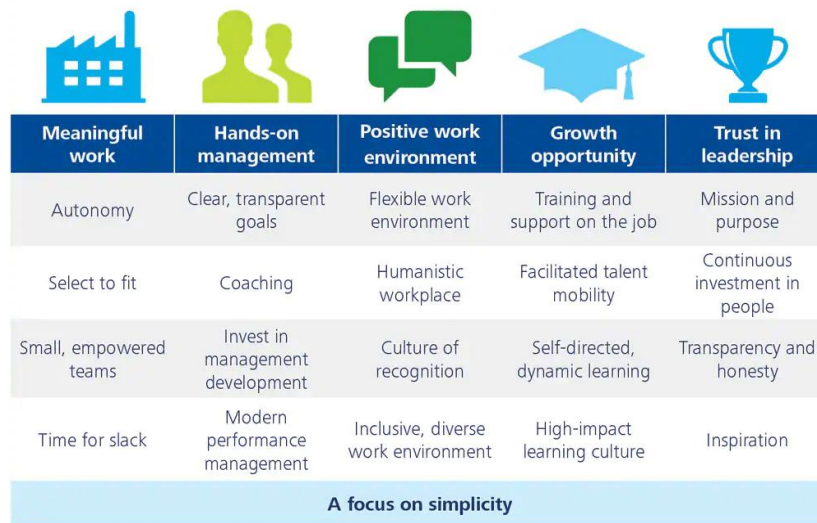 Meaningful work
Hands-on management
Positive work environment
Growth opportunity
Trust in leadership
Autonomy
Clear, transparent goals
Flexible work environment
Training and support on the job
Mission and purpose
Select to fit
Coaching
Humanistic workplace
Facilitated talent mobility
Continuous investment in people
Small, empowered teams
Invest in management development
Culture of recognition
Self-directed, dynamic learning
Transparency and honesty
Time for slack
Modern performance management
Inclusive, diverse work environment
High-impact learning culture
Inspiration
A focus on simplicity